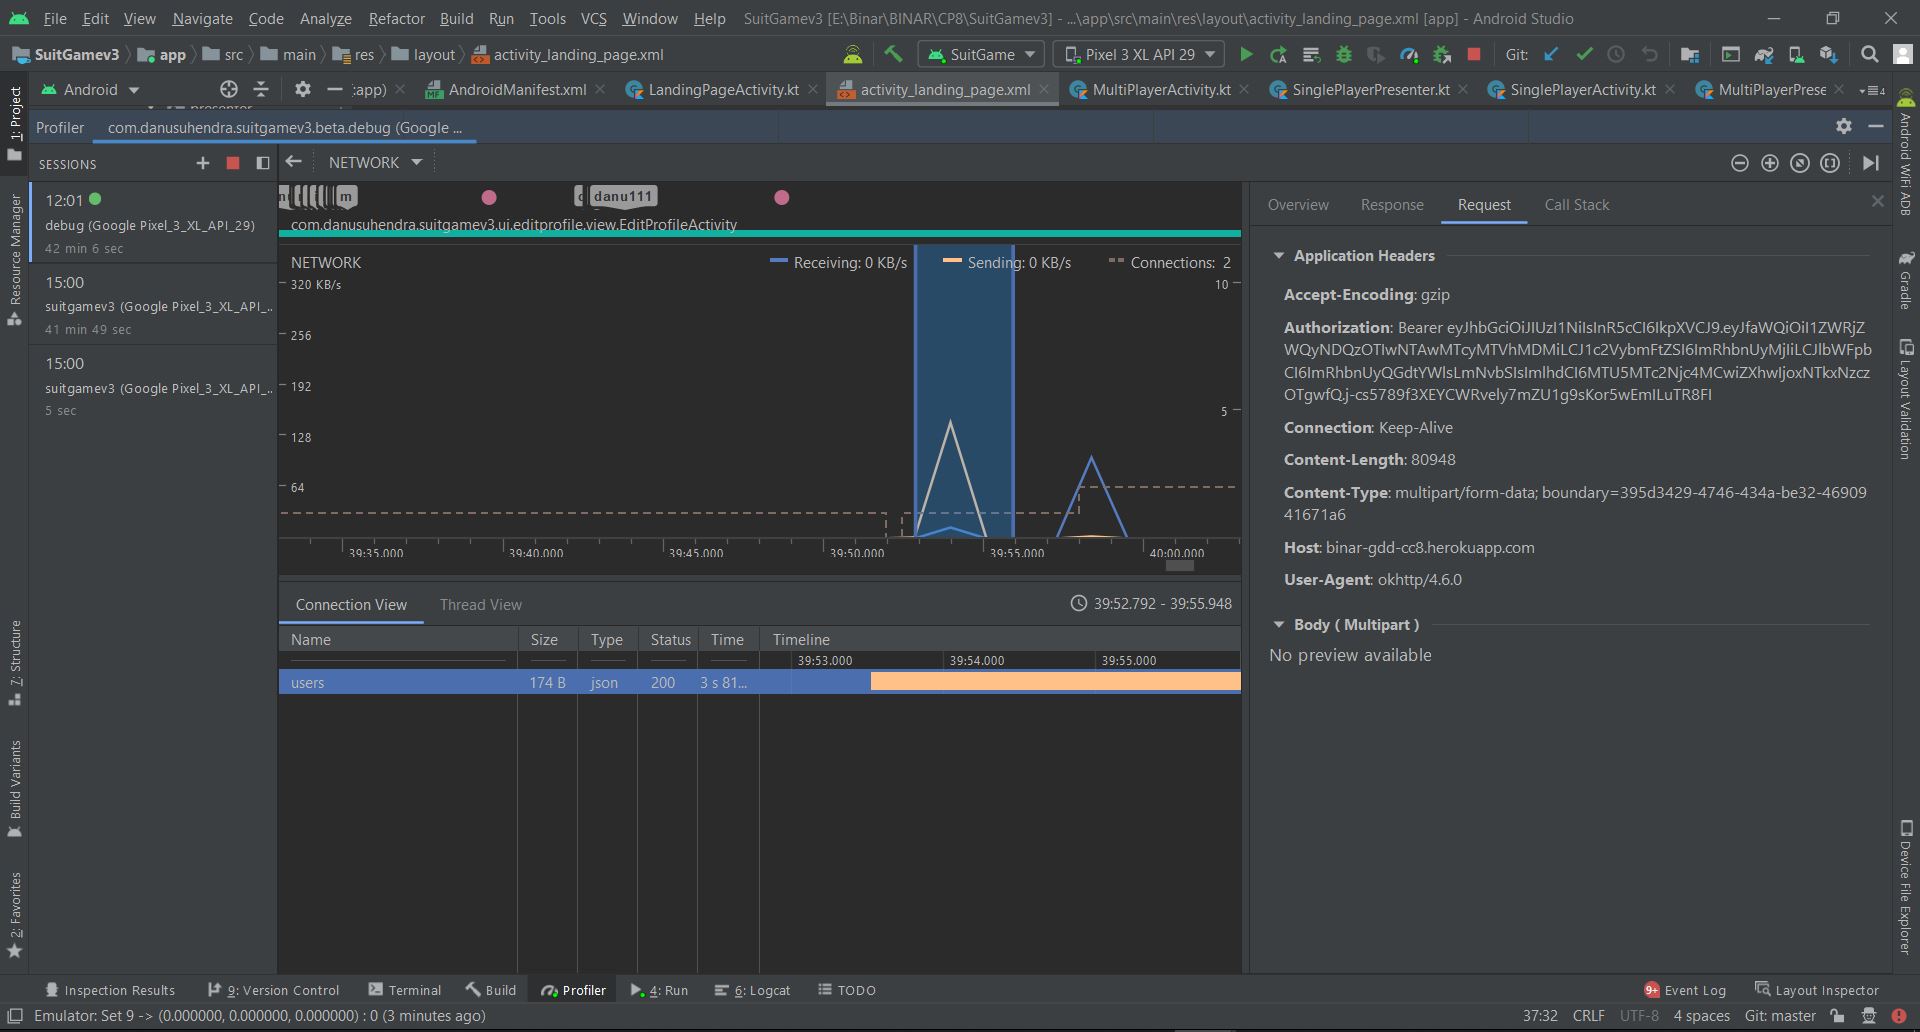 File Edit View Navigate Code Analyze Refactor Build Run Tools VCS Window Help SuitGamev3 [E:\Binar\BINAR\CP8\SuitGamev3] - ...\app\src\main\res\layout\activity_landing_page.xml [app] - Android Studio
SuitGamev3 app src main res layout activity_landing_page.xml SuitGame Pixel 3 XL API 29 Git:
Android :app) AndroidManifest.xml LandingPageActivity.kt activity_landing_page.xml MultiPlayerActivity.kt SinglePlayerPresenter.kt SinglePlayerActivity.kt MultiPlayerPrese 4
Profiler com.danusuhendra.suitgamev3.beta.debug (Google ...
SESSIONS NETWORK
12:01
debug (Google Pixel_3_XL_API_29)
42 min 6 sec
15:00
suitgamev3 (Google Pixel_3_XL_API_..
41 min 49 sec
15:00
suitgamev3 (Google Pixel_3_XL_API_..
5 sec
m danu111
com.danusuhendra.suitgamev3.ui.editprofile.view.EditProfileActivity
NETWORK Receiving: 0 KB/s Sending: 0 KB/s Connections: 2
320 KB/s 10
256
192
5
128
64
39:35.000 39:40.000 39:45.000 39:50.000 39:55.000 40:00.000
Connection View Thread View 39:52.792 - 39:55.948
Name Size Type Status Time Timeline
39:53.000 39:54.000 39:55.000
users 174 B json 200 3 s 81...
Overview Response Request Call Stack
Application Headers
Accept-Encoding: gzip
Authorization: Bearer eyJhbGciOiJIUzI1NiIsInR5cCI6IkpXVCJ9.eyJfaWQiOiI1ZWRjZ
WQyNDQzOTIwNTAwMTcyMTVhMDMiLCJ1c2VybmFtZSI6ImRhbnUyMjIiLCJlbWFpb
CI6ImRhbnUyQGdtYWlsLmNvbSIsImlhdCI6MTU5MTc2Njc4MCwiZXhwIjoxNTkxNzcz
OTgwfQ.j-cs5789f3XEYCWRvely7mZU1g9sKor5wEmILuTR8FI
Connection: Keep-Alive
Content-Length: 80948
Content-Type: multipart/form-data; boundary=395d3429-4746-434a-be32-46909
41671a6
Host: binar-gdd-cc8.herokuapp.com
User-Agent: okhttp/4.6.0
Body ( Multipart )
No preview available
1: Project
Resource Manager
7: Structure
Build Variants
2: Favorites
Android WiFi ADB
Gradle
Layout Validation
Device File Explorer
Inspection Results 9: Version Control Terminal Build Profiler 4: Run 6: Logcat TODO 9+ Event Log Layout Inspector
Emulator: Set 9 -> (0.000000, 0.000000, 0.000000) : 0 (3 minutes ago) 37:32 CRLF UTF-8 4 spaces Git: master